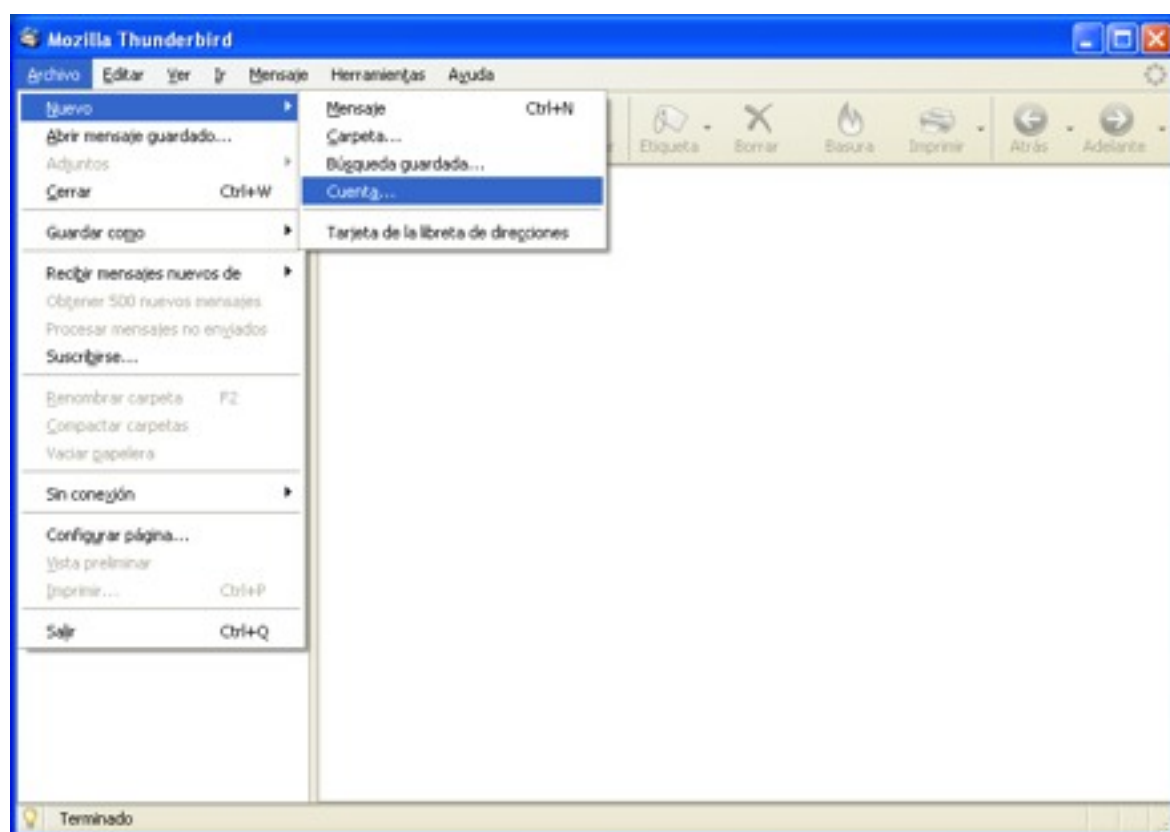 Mozilla Thunderbird
Archivo Editar Ver Ir Mensaje Herramientas Ayuda
Nuevo
Abrir mensaje guardado...
Adjuntos
Cerrar Ctrl+W
Guardar como
Recibir mensajes nuevos de
Obtener 500 nuevos mensajes
Procesar mensajes no enviados
Suscribirse...
Renombrar carpeta F2
Compactar carpetas
Vaciar papelera
Sin conexión
Configurar página...
Vista preliminar
Imprimir... Ctrl+P
Salir Ctrl+Q
Mensaje Ctrl+N
Carpeta...
Búsqueda guardada...
Cuenta...
Tarjeta de la libreta de direcciones
Etiqueta Borrar Basura Imprimir Atrás Adelante
Terminado